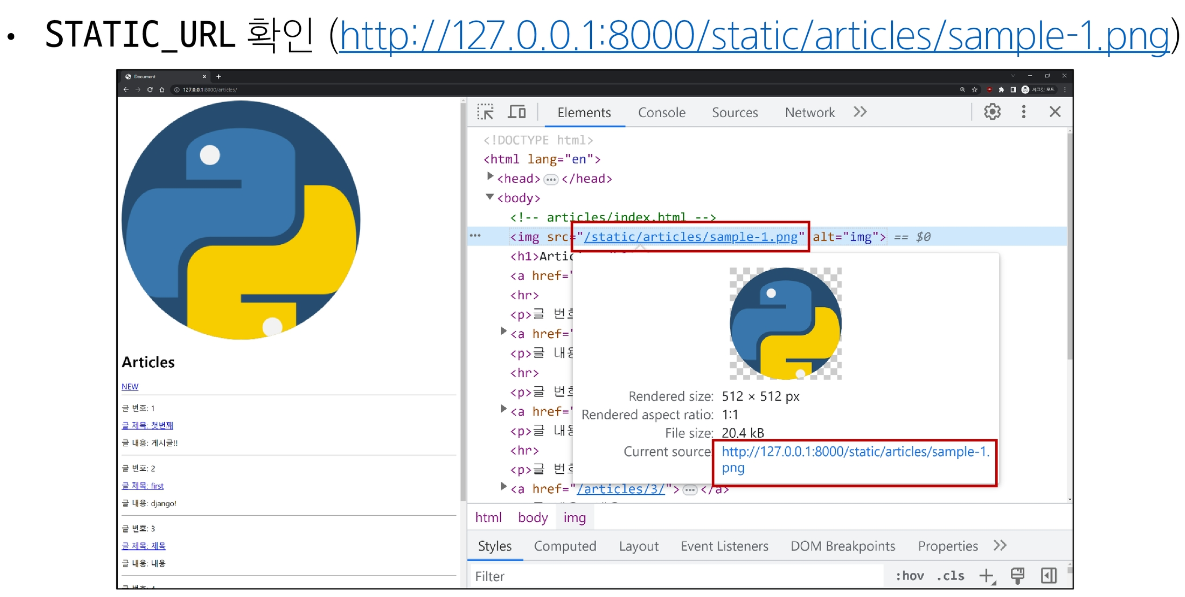 • STATIC_URL 확인 (http://127.0.0.1:8000/static/articles/sample-1.png)
Document
127.0.0.1:8000/articles/
Articles
NEW
글 번호: 1
글 제목: 첫번째
글 내용: 게시글!!
글 번호: 2
글 제목: first
글 내용: django!
글 번호: 3
글 제목: 제목
글 내용: 내용
Elements Console Sources Network >>
<!DOCTYPE html>
<html lang="en">
<head> ... </head>
<body>
<!-- articles/index.html -->
... <img src="/static/articles/sample-1.png" alt="img"> == $0
<h1>Artic
<a href="
<hr>
<p>글 번호
<a href="
<p>글 내용
<hr>
<p>글 번호
<a href="
<p>글 내용
<hr>
<p>글 번호
<a href="/articles/3/"> ... </a>
Rendered size: 512 × 512 px
Rendered aspect ratio: 1:1
File size: 20.4 kB
Current source: http://127.0.0.1:8000/static/articles/sample-1.
png
html body img
Styles Computed Layout Event Listeners DOM Breakpoints Properties >>
Filter :hov .cls